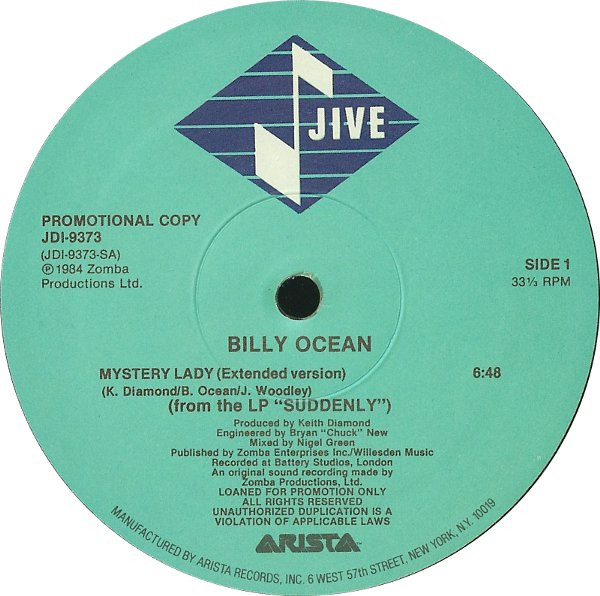 JIVE
PROMOTIONAL COPY
JDI-9373
(JDI-9373-SA)
℗ 1984 Zomba
Productions Ltd.
SIDE 1
33⅓ RPM
BILLY OCEAN
MYSTERY LADY (Extended version) 6:48
(K. Diamond/B. Ocean/J. Woodley)
(from the LP "SUDDENLY")
Produced by Keith Diamond
Engineered by Bryan "Chuck" New
Mixed by Nigel Green
Published by Zomba Enterprises Inc./Willesden Music
Recorded at Battery Studios, London
An original sound recording made by
Zomba Productions, Ltd.
LOANED FOR PROMOTION ONLY
ALL RIGHTS RESERVED
UNAUTHORIZED DUPLICATION IS A
VIOLATION OF APPLICABLE LAWS
ARISTA™
MANUFACTURED BY ARISTA RECORDS, INC. 6 WEST 57th STREET. NEW YORK, N.Y. 10019